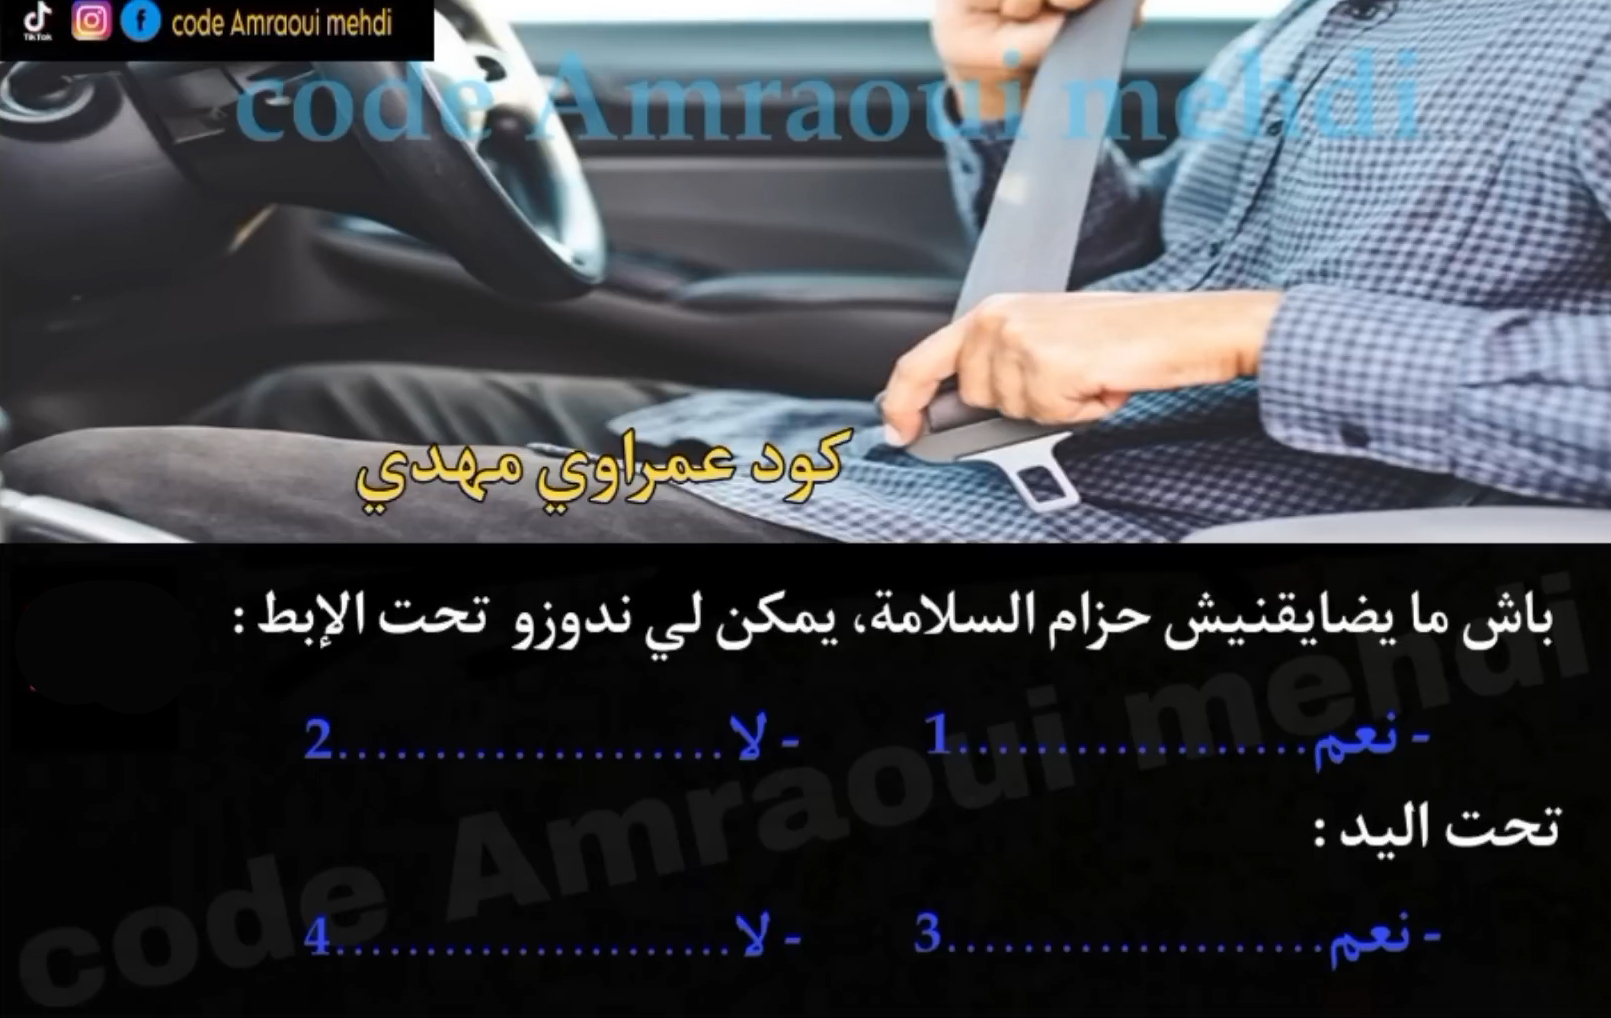 TikTok
code Amraoui mehdi
code Amraoui mehdi
كود عمراوي مهدي
باش ما يضايقنيش حزام السلامة، يمكن لي ندوزو تحت الإبط :
- نعم..................1 - لا....................2
تحت اليد :
- نعم....................3 - لا.....................4
code Amraoui mehdi